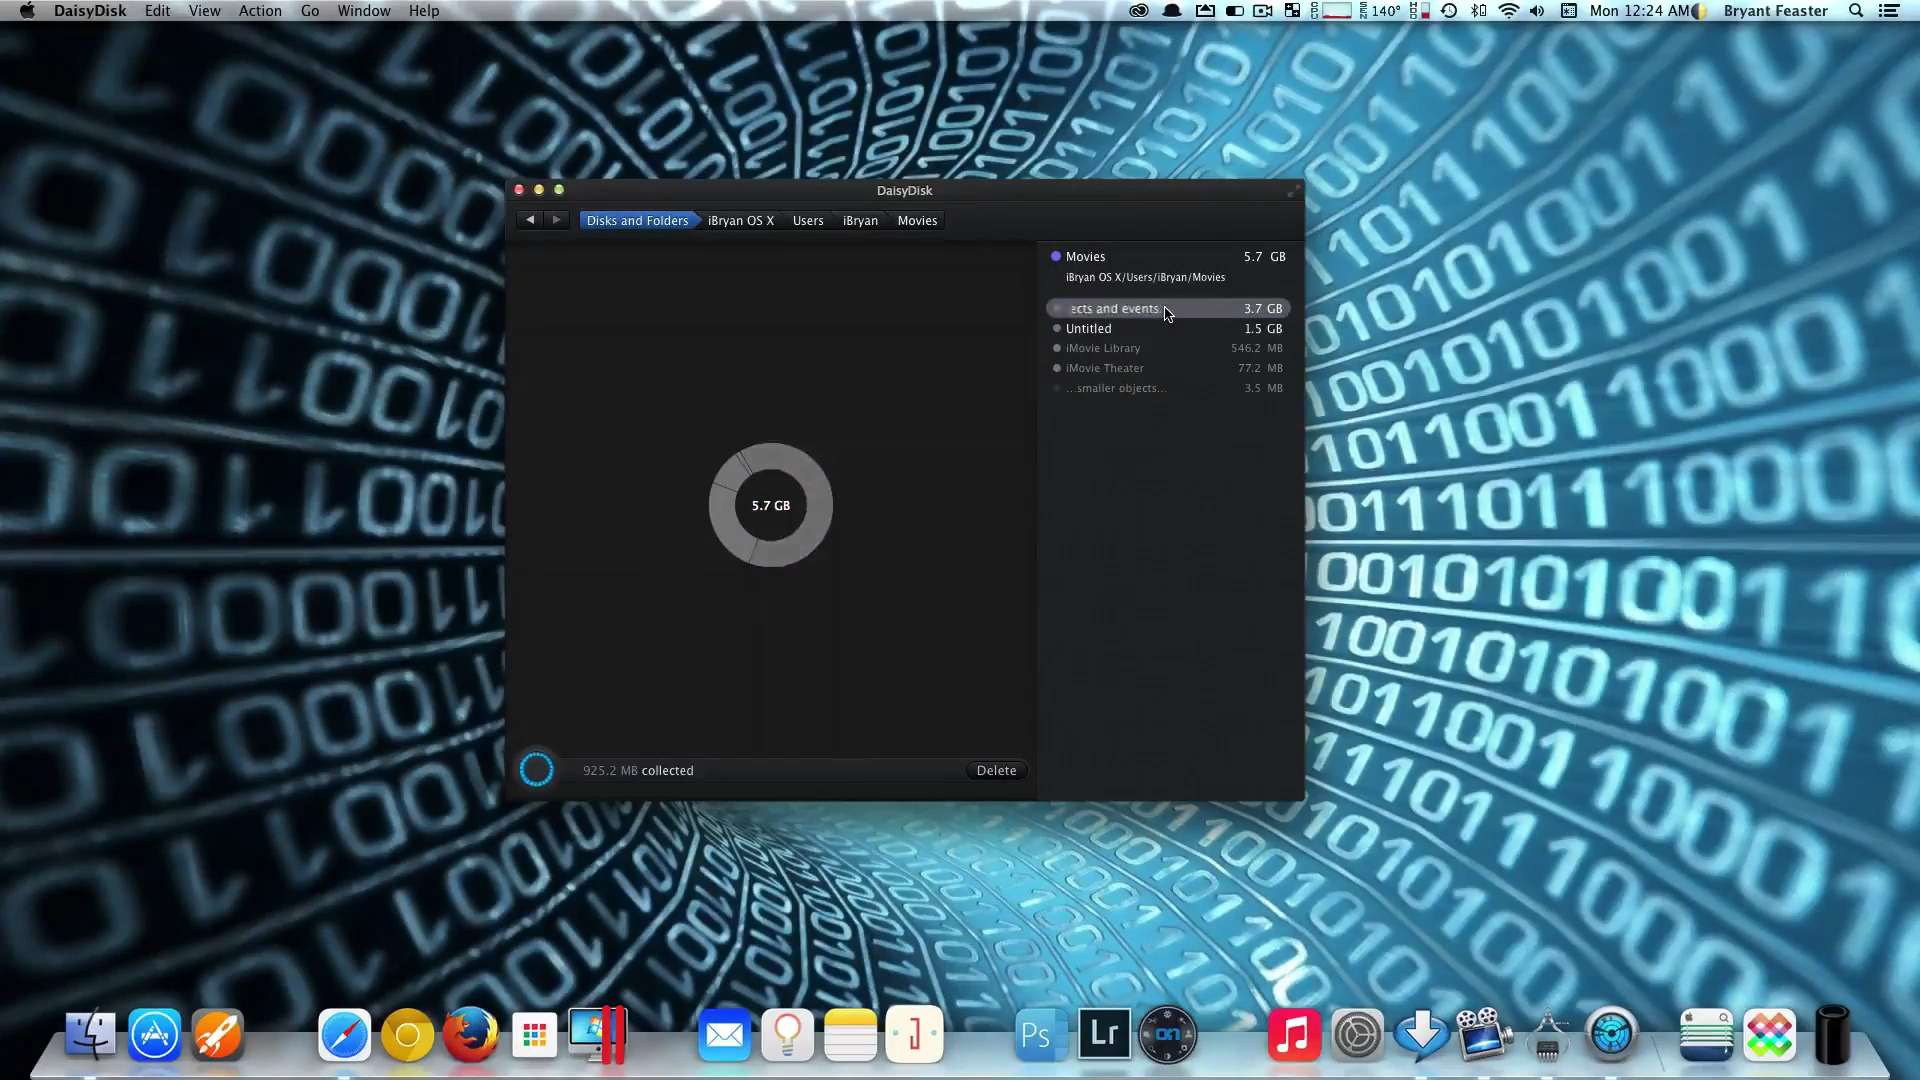 DaisyDisk Edit View Action Go Window Help 140° Mon 12:24 AM Bryant Feaster
DaisyDisk
Disks and Folders iBryan OS X Users iBryan Movies
Movies 5.7 GB
iBryan OS X/Users/iBryan/Movies
ects and events 3.7 GB
Untitled 1.5 GB
iMovie Library 546.2 MB
iMovie Theater 77.2 MB
...smaller objects... 3.5 MB
5.7 GB
925.2 MB collected Delete
Ps Lr on